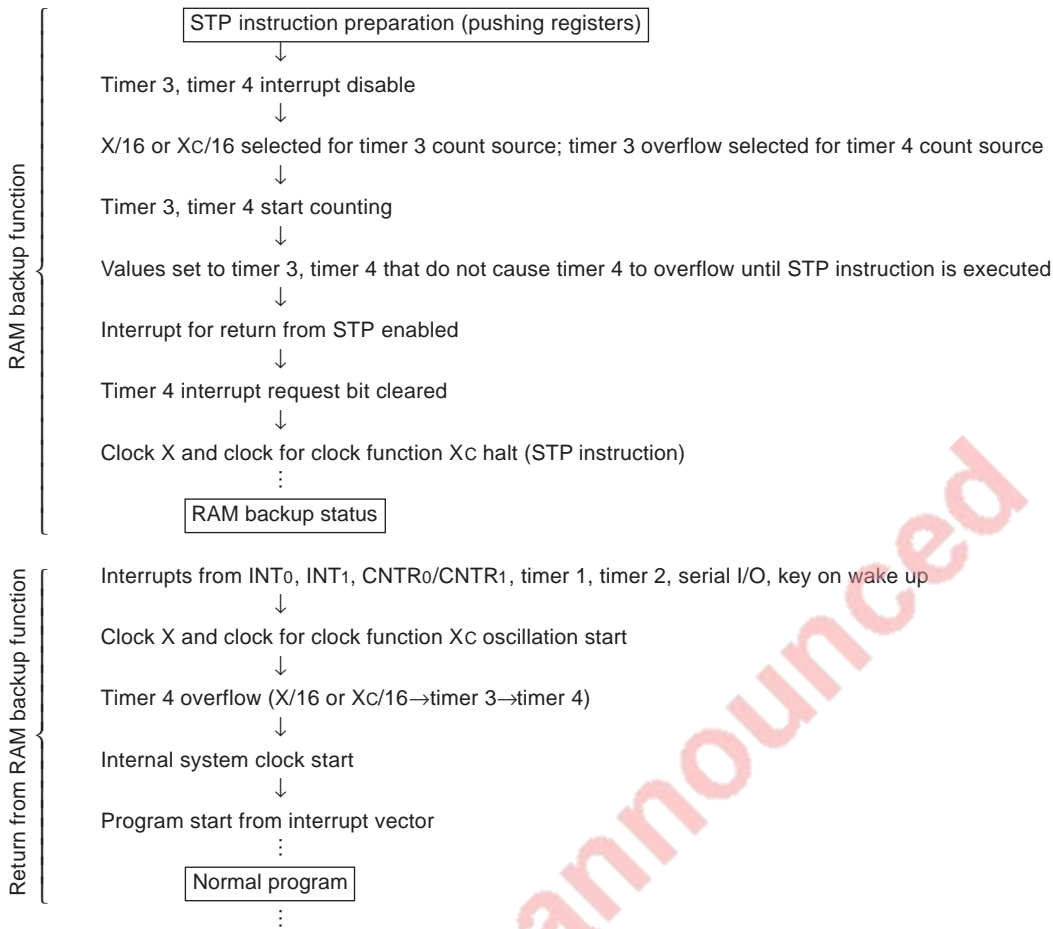 RAM backup function
STP instruction preparation (pushing registers)
↓
Timer 3, timer 4 interrupt disable
↓
X/16 or XC/16 selected for timer 3 count source; timer 3 overflow selected for timer 4 count source
↓
Timer 3, timer 4 start counting
↓
Values set to timer 3, timer 4 that do not cause timer 4 to overflow until STP instruction is executed
↓
Interrupt for return from STP enabled
↓
Timer 4 interrupt request bit cleared
↓
Clock X and clock for clock function XC halt (STP instruction)
⋮
RAM backup status
Return from RAM backup function
Interrupts from INT0, INT1, CNTR0/CNTR1, timer 1, timer 2, serial I/O, key on wake up
↓
Clock X and clock for clock function XC oscillation start
↓
Timer 4 overflow (X/16 or XC/16→timer 3→timer 4)
↓
Internal system clock start
↓
Program start from interrupt vector
⋮
Normal program
⋮
announced